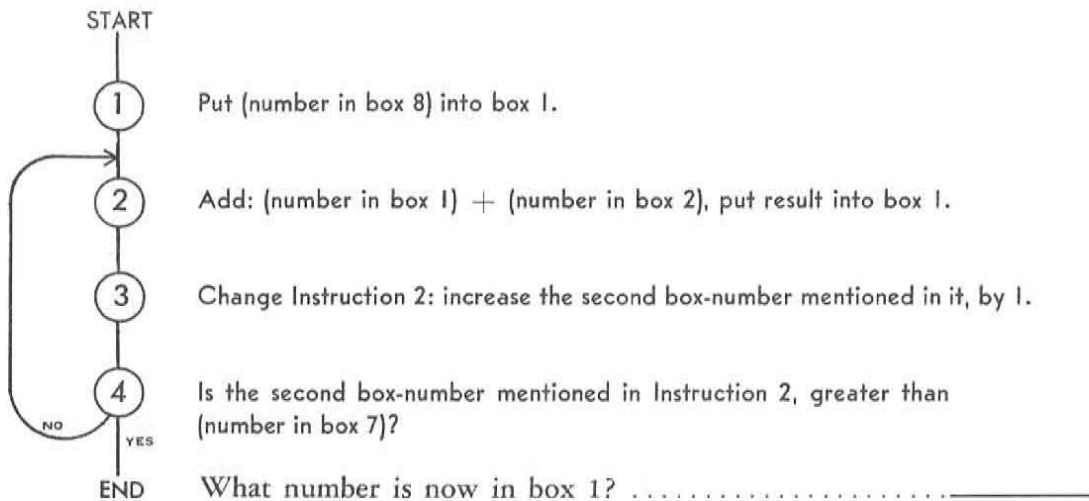 START
1 Put (number in box 8) into box 1.
2 Add: (number in box 1) + (number in box 2), put result into box 1.
3 Change Instruction 2: increase the second box-number mentioned in it, by 1.
4 Is the second box-number mentioned in Instruction 2, greater than
(number in box 7)?
NO
YES
END What number is now in box 1? ........................